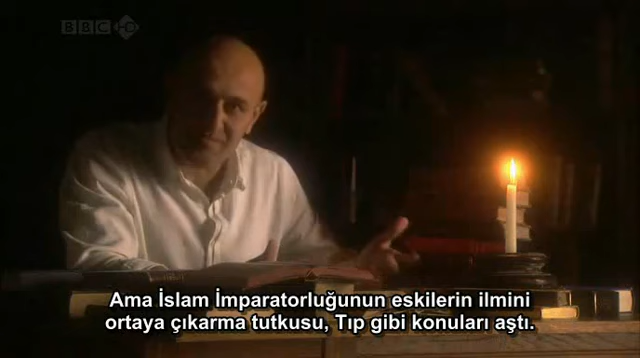 BBC HD
Ama İslam İmparatorluğunun eskilerin ilmini
ortaya çıkarma tutkusu, Tıp gibi konuları aştı.